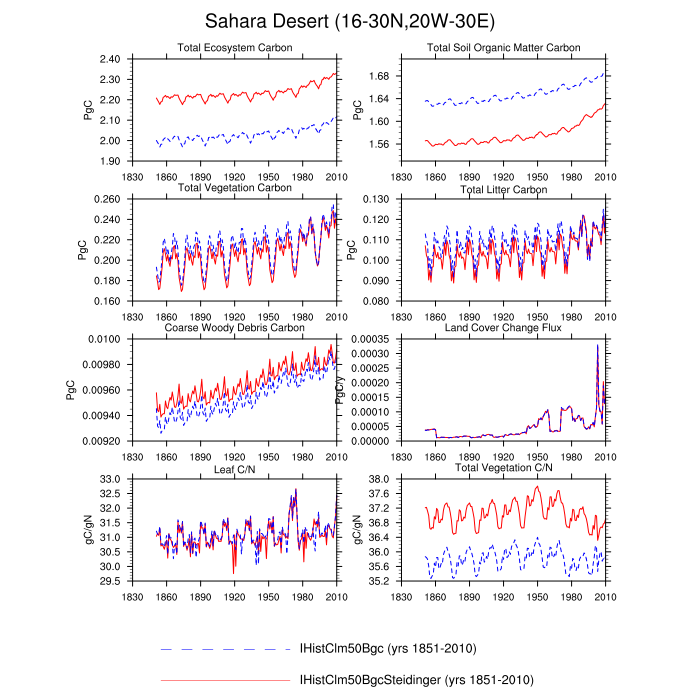 Sahara Desert (16-30N,20W-30E)
Total Ecosystem Carbon
Total Soil Organic Matter Carbon
2.40
2.30
2.20
2.10
2.00
1.90
PgC
1830 1860 1890 1920 1950 1980 2010
1.68
1.64
1.60
1.56
PgC
1830 1860 1890 1920 1950 1980 2010
Total Vegetation Carbon
Total Litter Carbon
0.260
0.240
0.220
0.200
0.180
0.160
PgC
1830 1860 1890 1920 1950 1980 2010
0.130
0.120
0.110
0.100
0.090
0.080
PgC
1830 1860 1890 1920 1950 1980 2010
Coarse Woody Debris Carbon
Land Cover Change Flux
0.0100
0.00980
0.00960
0.00940
0.00920
PgC
1830 1860 1890 1920 1950 1980 2010
0.00035
0.00030
0.00025
0.00020
0.00015
0.00010
0.00005
0.00000
PgC/y
1830 1860 1890 1920 1950 1980 2010
Leaf C/N
Total Vegetation C/N
33.0
32.5
32.0
31.5
31.0
30.5
30.0
29.5
gC/gN
1830 1860 1890 1920 1950 1980 2010
38.0
37.6
37.2
36.8
36.4
36.0
35.6
35.2
gC/gN
1830 1860 1890 1920 1950 1980 2010
IHistClm50Bgc (yrs 1851-2010)
IHistClm50BgcSteidinger (yrs 1851-2010)